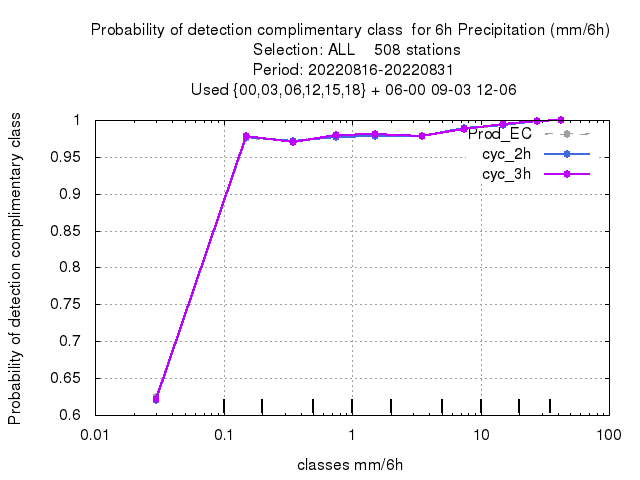 Probability of detection complimentary class  for 6h Precipitation (mm/6h)
Selection: ALL    508 stations
Period: 20220816-20220831
Used {00,03,06,12,15,18} + 06-00 09-03 12-06
Probability of detection complimentary class
1
0.95
0.9
0.85
0.8
0.75
0.7
0.65
0.6
Prod_EC
cyc_2h
cyc_3h
0.01
0.1
1
10
100
classes mm/6h